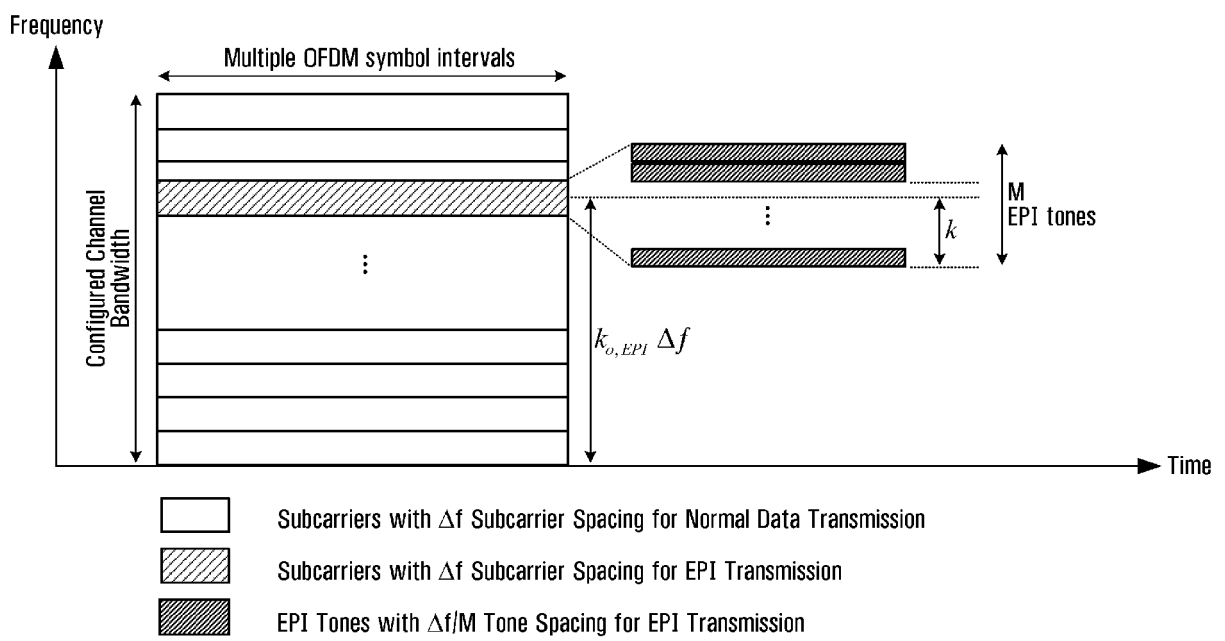 Frequency
Multiple OFDM symbol intervals
Configured Channel
Bandwidth
⋮
⋮
k
M
EPI tones
k_{o,EPI} Δf
Time
Subcarriers with Δf Subcarrier Spacing for Normal Data Transmission
Subcarriers with Δf Subcarrier Spacing for EPI Transmission
EPI Tones with Δf/M Tone Spacing for EPI Transmission